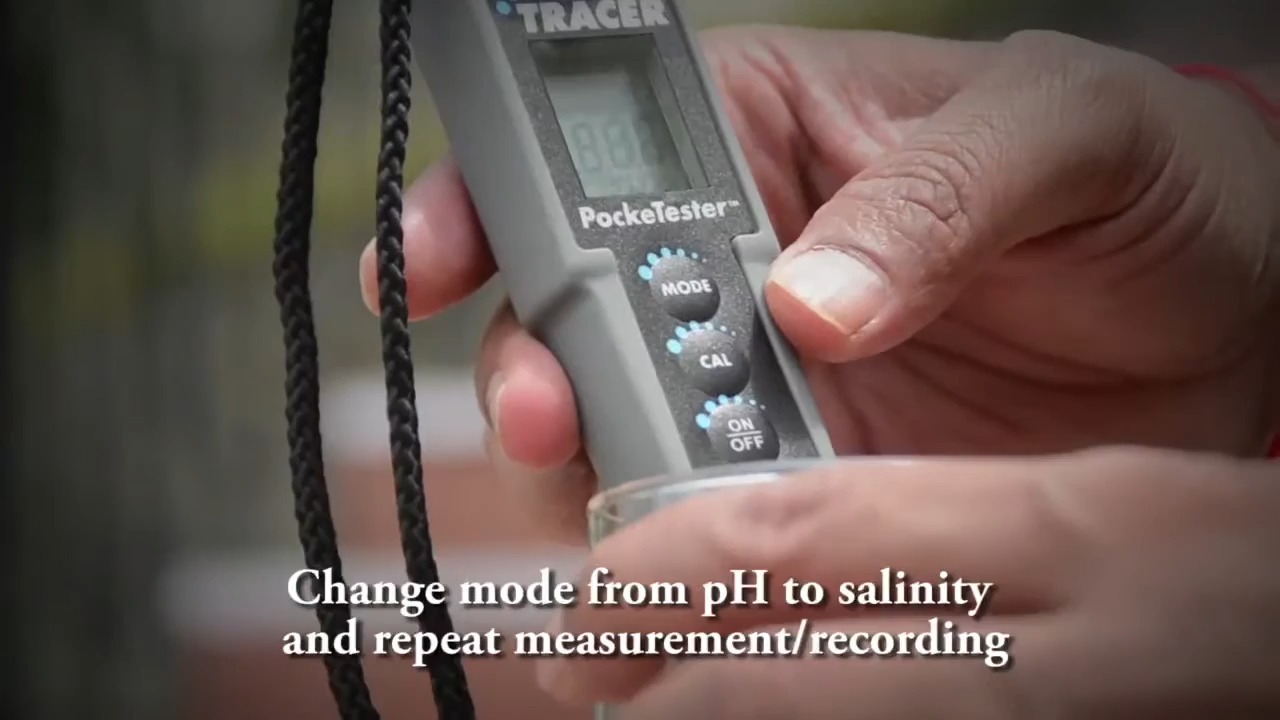 TRACER
PockeTester™
MODE
CAL
ON
OFF
Change mode from pH to salinity
and repeat measurement/recording